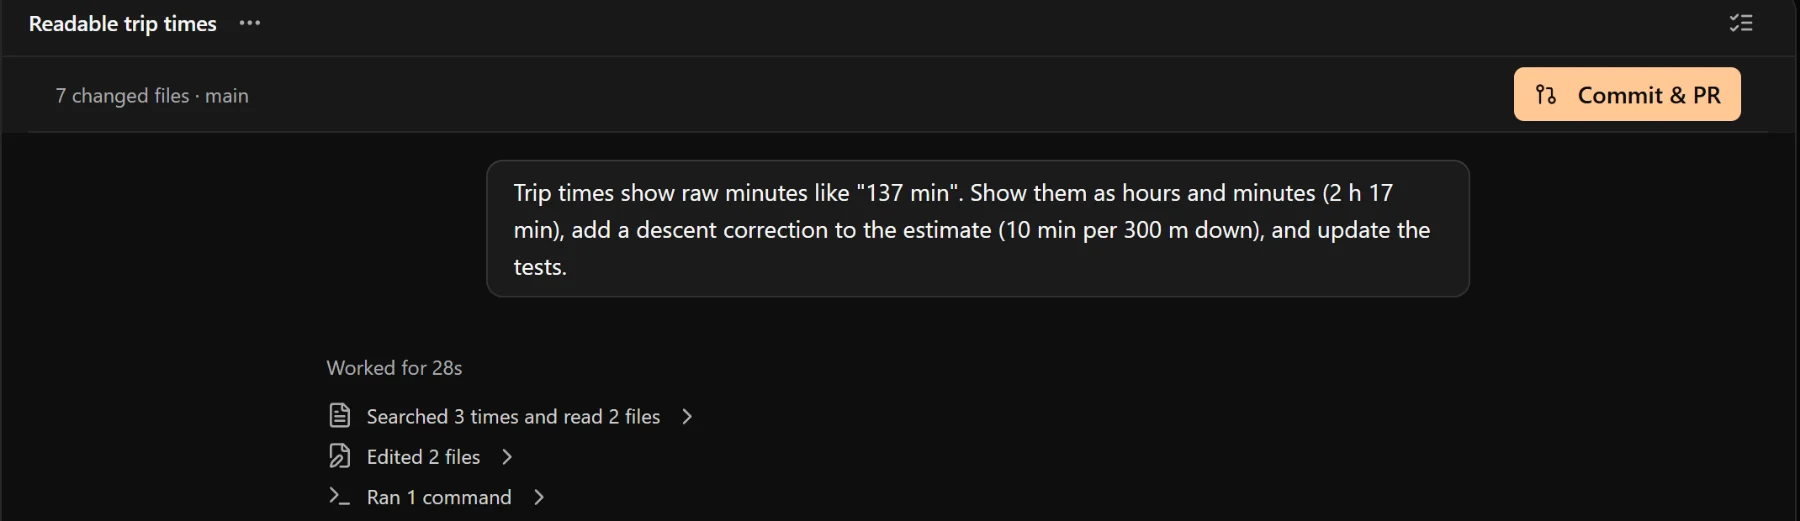 Readable trip times
7 changed files · main
Commit & PR
Trip times show raw minutes like "137 min". Show them as hours and minutes (2 h 17
min), add a descent correction to the estimate (10 min per 300 m down), and update the
tests.
Worked for 28s
Searched 3 times and read 2 files
Edited 2 files
Ran 1 command